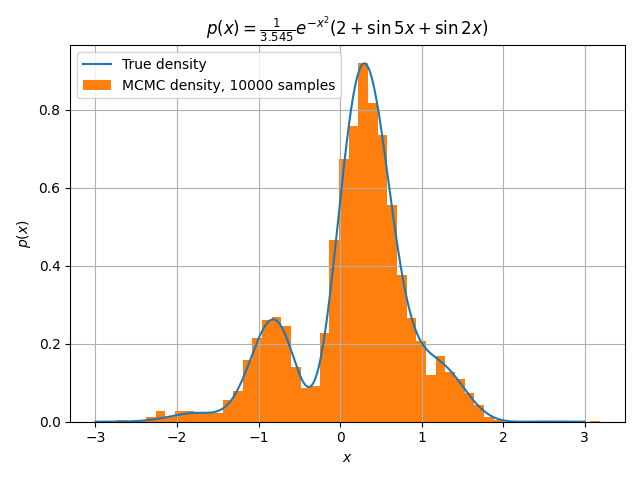 p(x) = 1/3.545 e^{-x^2}(2 + sin 5x + sin 2x)
True density
MCMC density, 10000 samples
0.8
0.6
0.4
0.2
0.0
p(x)
−3 −2 −1 0 1 2 3
x